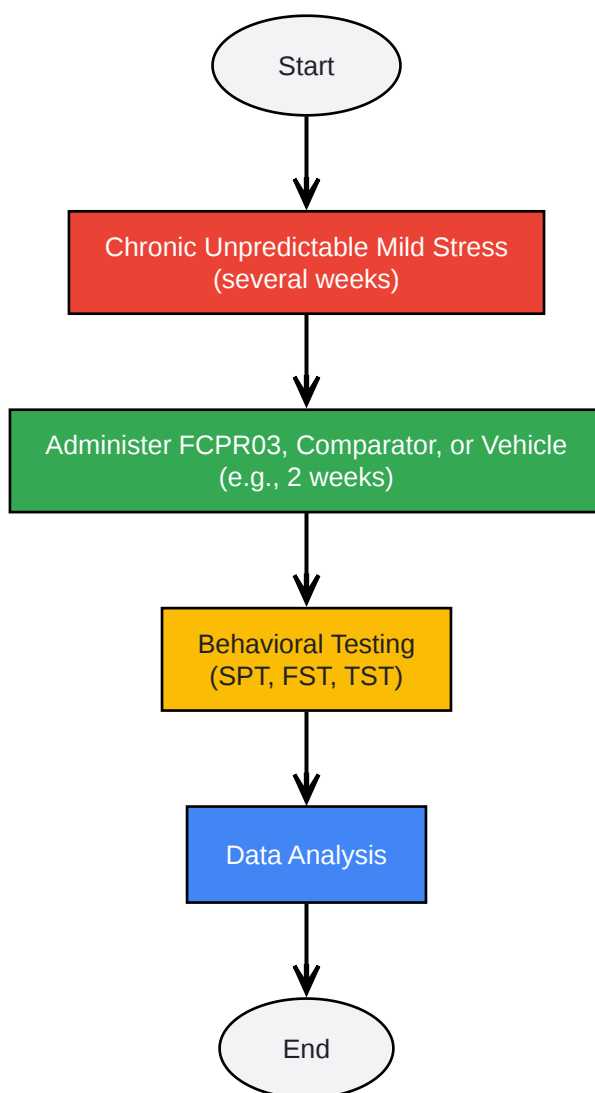 Start
Chronic Unpredictable Mild Stress
(several weeks)
Administer FCPR03, Comparator, or Vehicle
(e.g., 2 weeks)
Behavioral Testing
(SPT, FST, TST)
Data Analysis
End